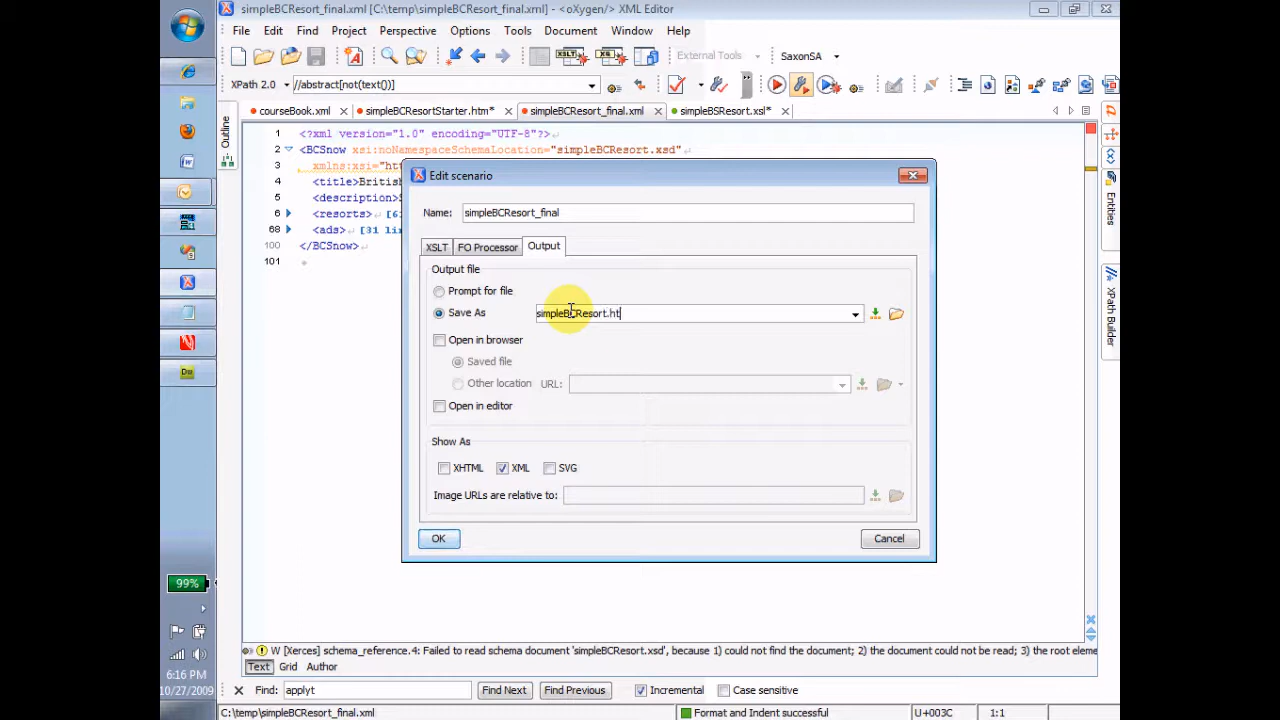 simpleBCResort_final.xml [C:\temp\simpleBCResort_final.xml] - <oXygen/> XML Editor
File Edit Find Project Perspective Options Tools Document Window Help
External Tools SaxonSA
XPath 2.0 //abstract[not(text())]
courseBook.xml simpleBCResortStarter.htm* simpleBCResort_final.xml simpleBSResort.xsl*
Outline
Entities
XPath Builder
1 <?xml version="1.0" encoding="UTF-8"?>
2 <BCSnow xsi:noNamespaceSchemaLocation="simpleBCResort.xsd"
3 xmlns:xsi="ht
4 <title>British
5 <description>
6 <resorts> [6
68 <ads> [31 li
100 </BCSnow>
101
Edit scenario
Name: simpleBCResort_final
XSLT FO Processor Output
Output file
Prompt for file
Save As simpleBCResort.ht
Open in browser
Saved file
Other location URL:
Open in editor
Show As
XHTML XML SVG
Image URLs are relative to:
OK Cancel
99%
W [Xerces] schema_reference.4: Failed to read schema document 'simpleBCResort.xsd', because 1) could not find the document; 2) the document could not be read; 3) the root eleme
Text Grid Author
6:16 PM
10/27/2009
Find: applyt Find Next Find Previous Incremental Case sensitive
C:\temp\simpleBCResort_final.xml Format and Indent successful U+003C 1:1